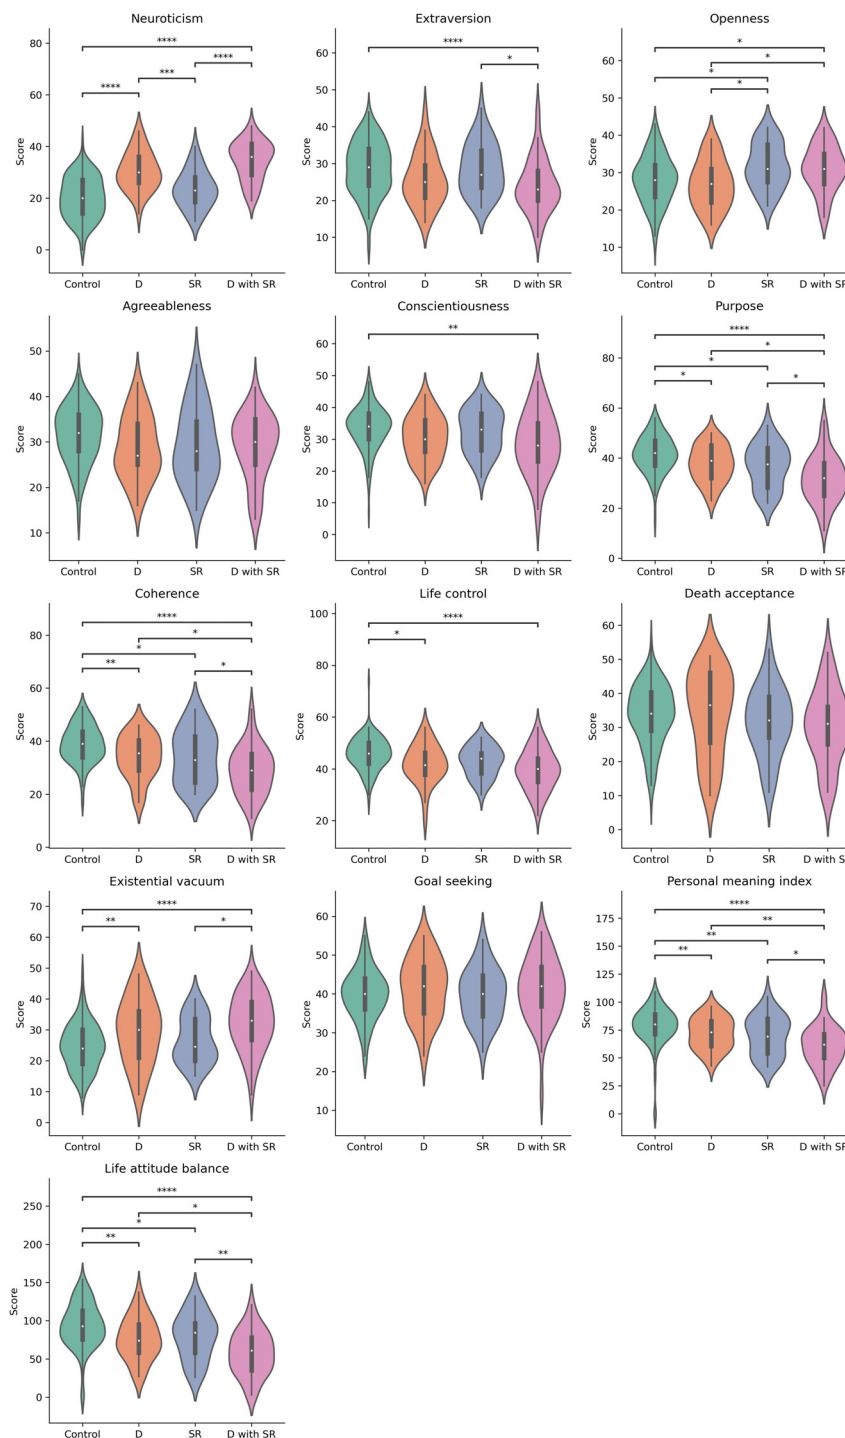 Neuroticism
80
60
40
20
0
Score
****
****
***
****
Control
D
SR
D with SR
Extraversion
60
50
40
30
20
10
Score
****
*
Control
D
SR
D with SR
Openness
60
50
40
30
20
10
Score
*
*
*
*
Control
D
SR
D with SR
Agreeableness
50
40
30
20
10
Score
Control
D
SR
D with SR
Conscientiousness
60
50
40
30
20
10
0
Score
**
Control
D
SR
D with SR
Purpose
80
60
40
20
0
Score
****
*
*
*
*
Control
D
SR
D with SR
Coherence
80
60
40
20
0
Score
****
*
*
**
*
Control
D
SR
D with SR
Life control
100
80
60
40
20
Score
****
*
Control
D
SR
D with SR
Death acceptance
60
50
40
30
20
10
0
Score
Control
D
SR
D with SR
Existential vacuum
70
60
50
40
30
20
10
0
Score
****
**
*
Control
D
SR
D with SR
Goal seeking
60
50
40
30
20
10
Score
Control
D
SR
D with SR
Personal meaning index
175
150
125
100
75
50
25
0
Score
****
**
**
**
*
Control
D
SR
D with SR
Life attitude balance
250
200
150
100
50
0
Score
****
*
*
**
**
Control
D
SR
D with SR